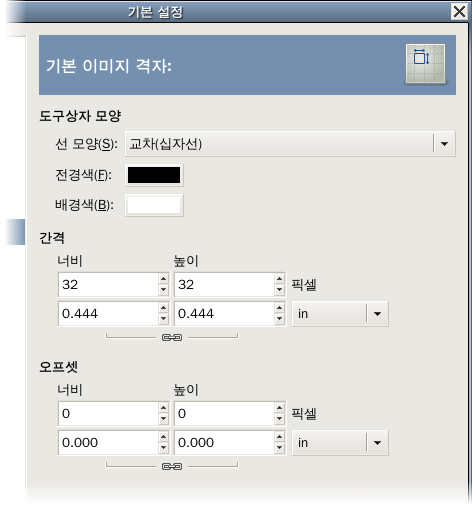 기본 설정
기본 이미지 격자:
도구상자 모양
선 모양(S): 교차(십자선)
전경색(F):
배경색(B):
간격
너비 높이
32 32 픽셀
0.444 0.444 in
오프셋
너비 높이
0 0 픽셀
0.000 0.000 in